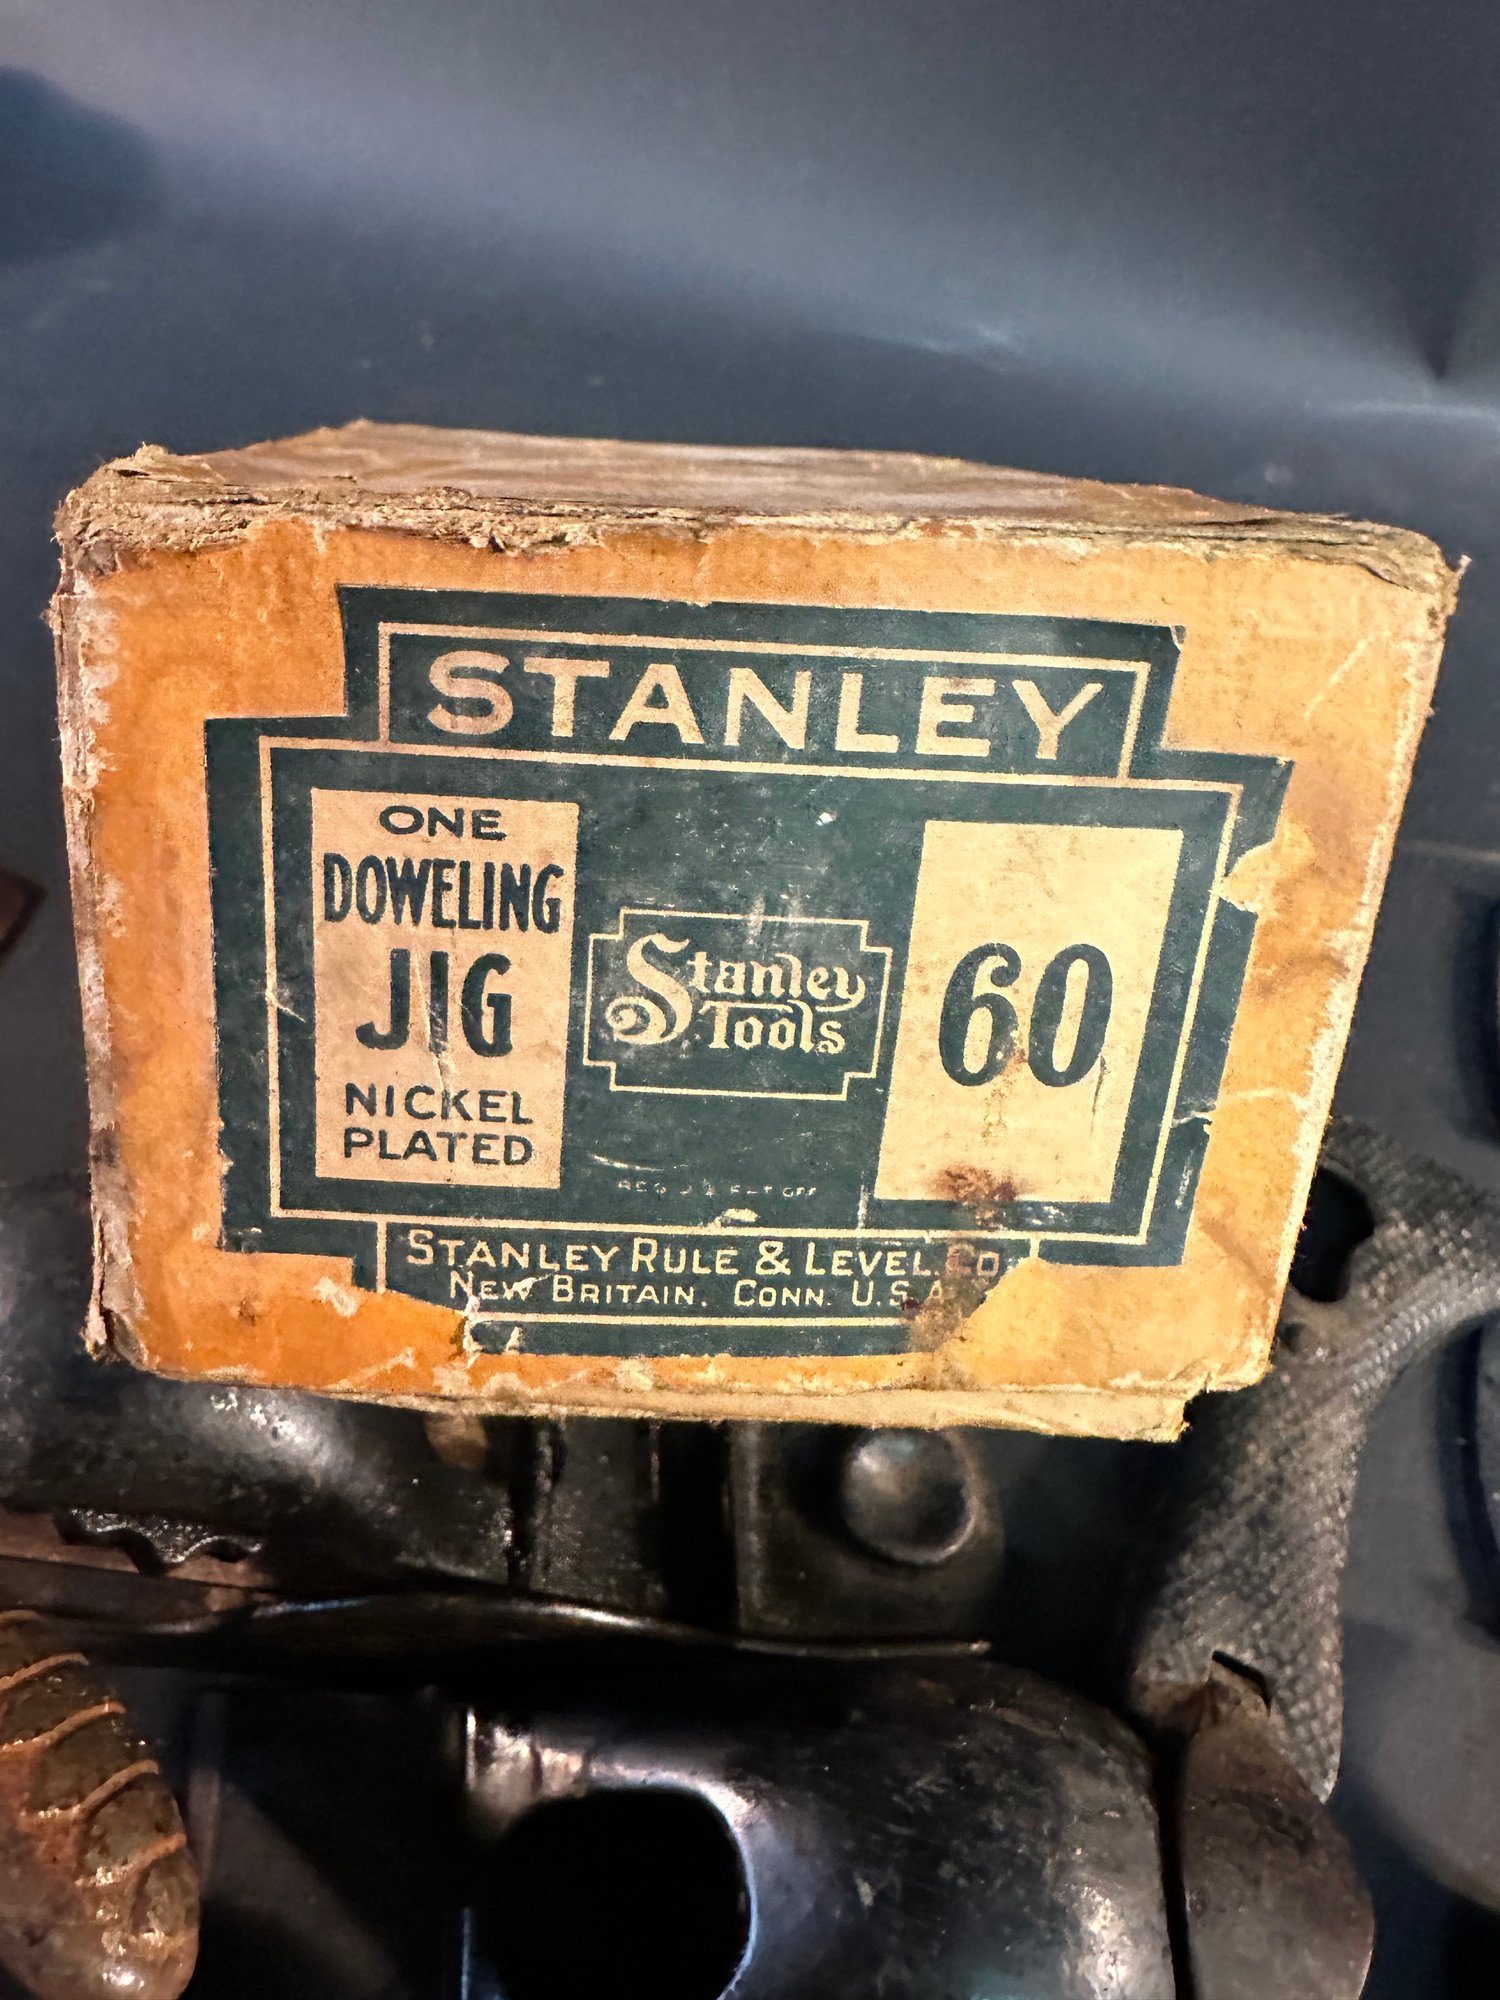 STANLEY
ONE
DOWELING
JIG
NICKEL
PLATED
Stanley
Tools
60
STANLEY RULE & LEVEL CO.
NEW BRITAIN. CONN. U.S.A.